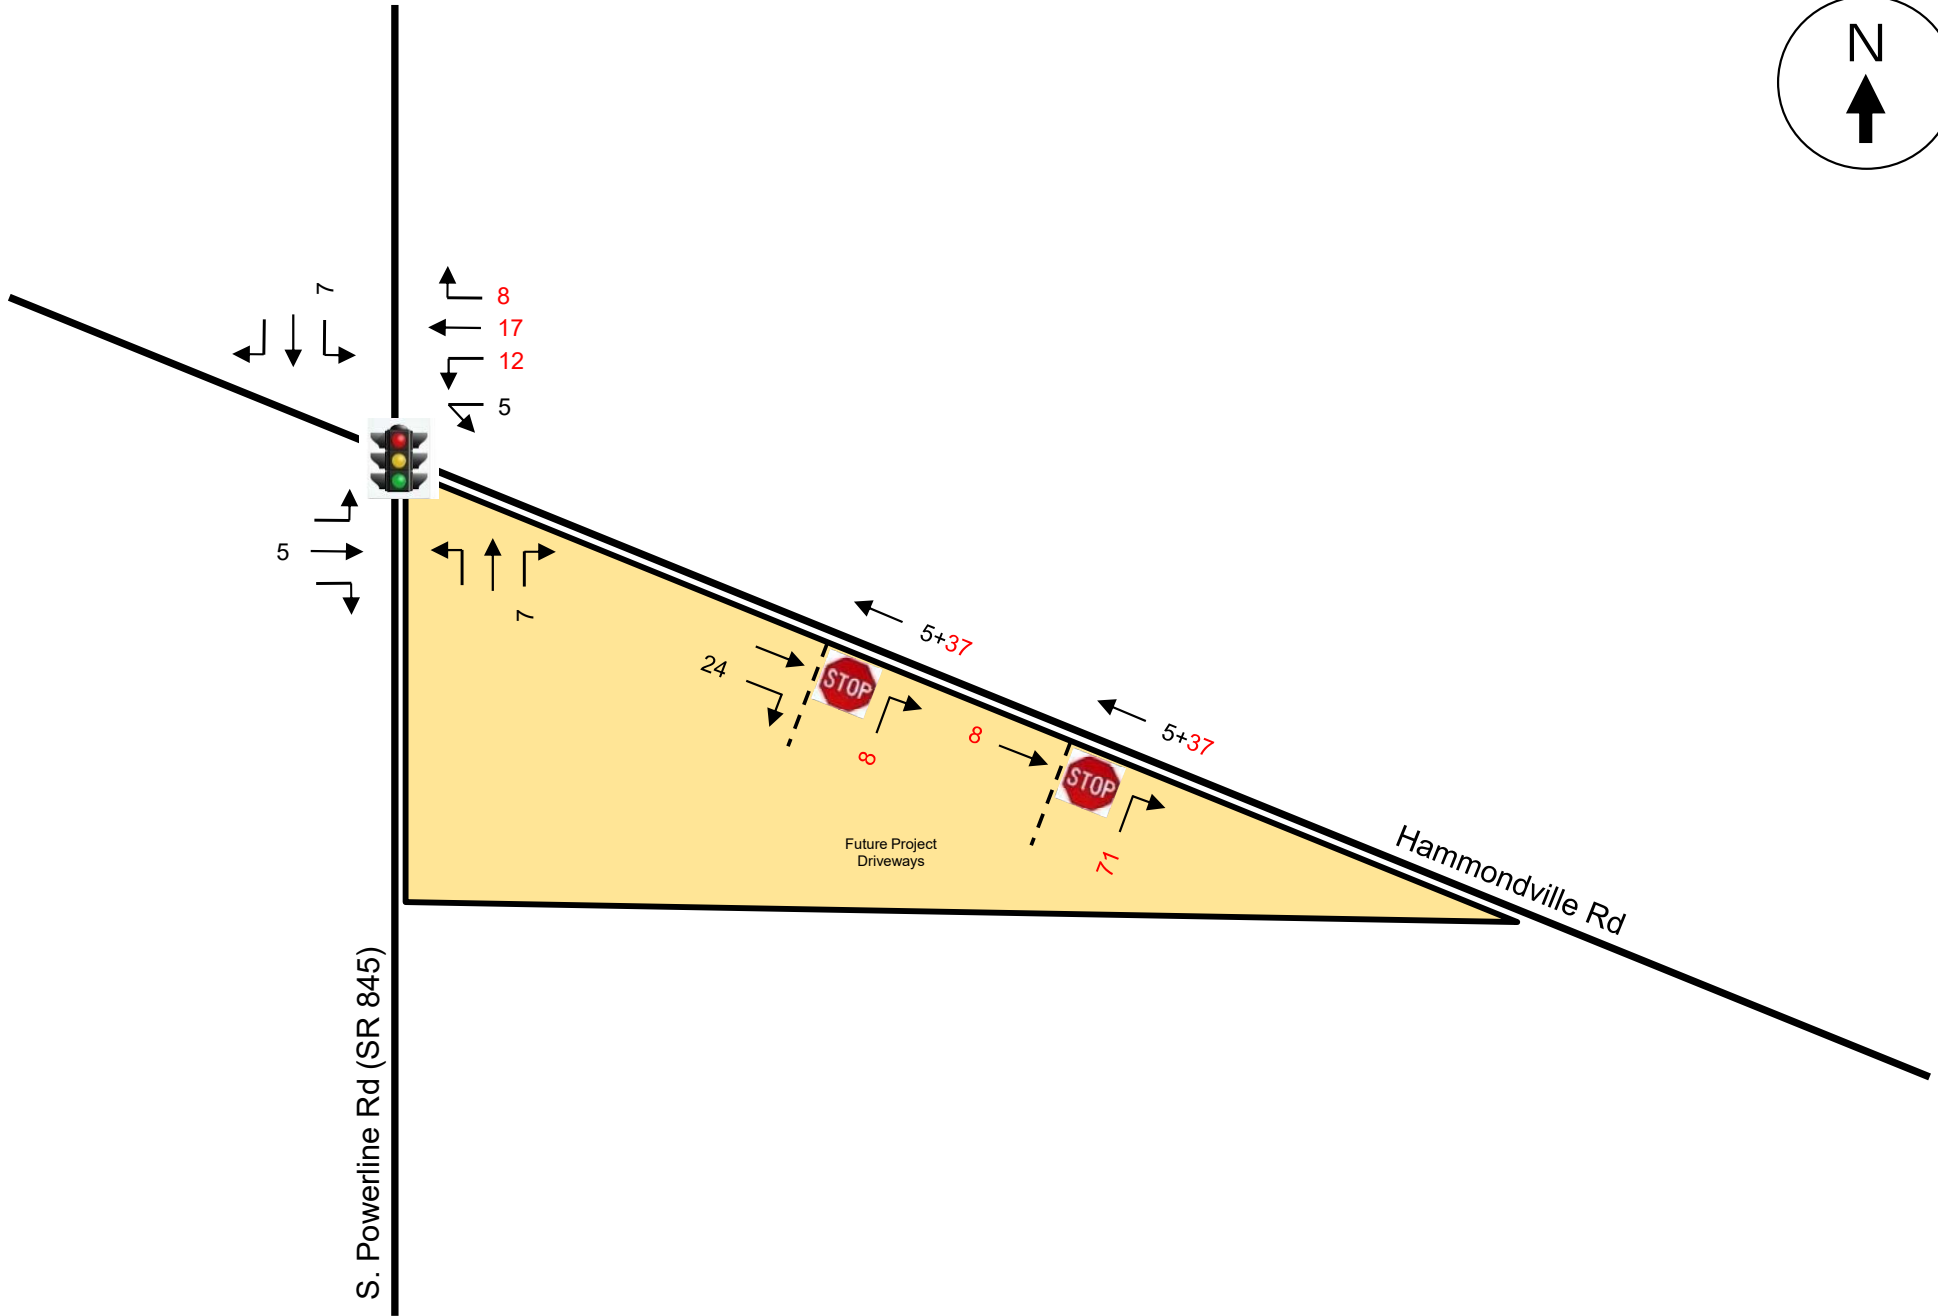 N
7
8
17
12
5
5
7
5+37
24
STOP
8
8
5+37
STOP
71
Future Project
Driveways
Hammondville Rd
S. Powerline Rd (SR 845)